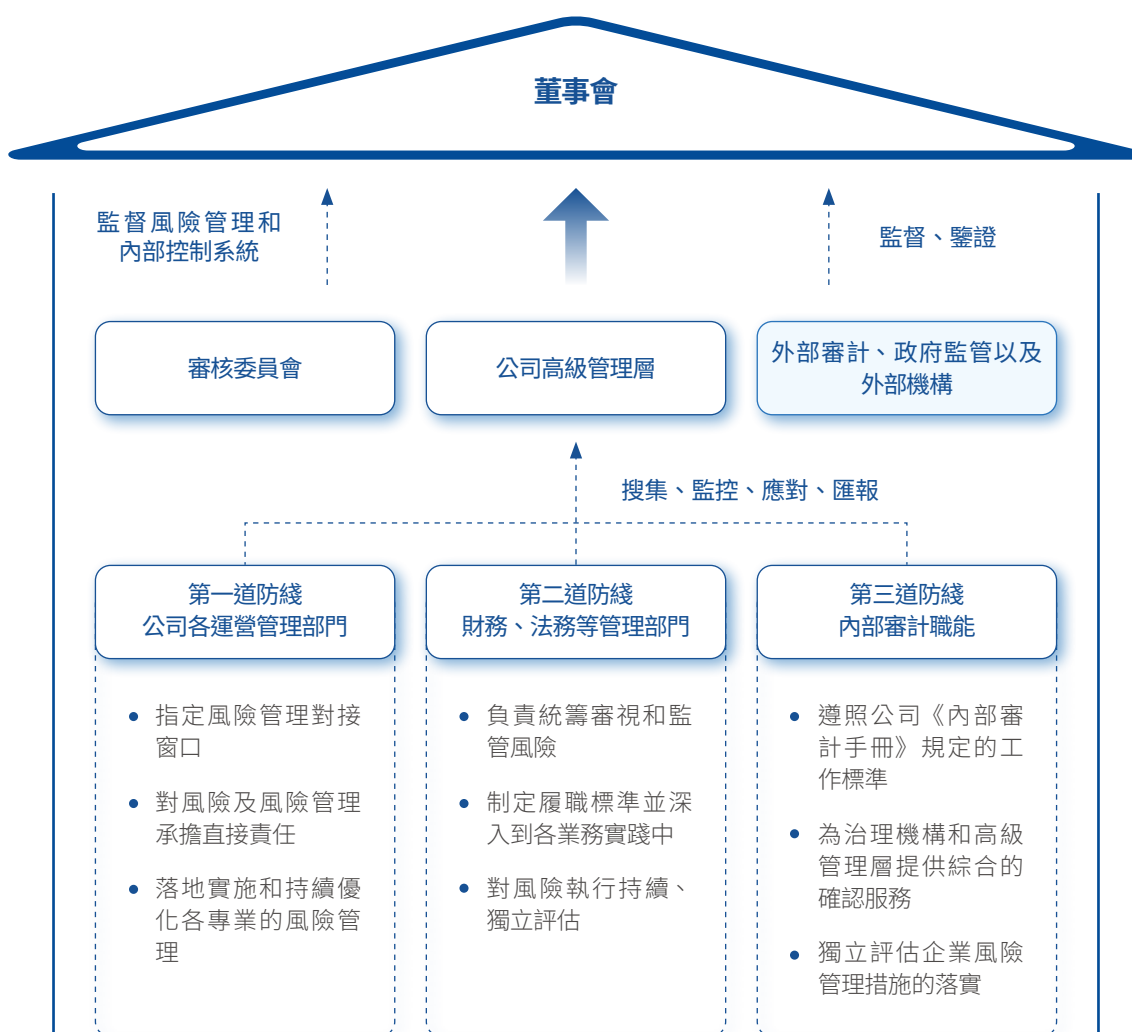 董事會
監督風險管理和
內部控制系統
監督、鑒證
審核委員會
公司高級管理層
外部審計、政府監管以及
外部機構
搜集、監控、應對、匯報
第一道防綫
公司各運營管理部門
第二道防綫
財務、法務等管理部門
第三道防綫
內部審計職能
指定風險管理對接
窗口
對風險及風險管理
承擔直接責任
落地實施和持續優
化各專業的風險管
理
負責統籌審視和監
管風險
制定履職標準並深
入到各業務實踐中
對風險執行持續、
獨立評估
遵照公司《內部審
計手冊》規定的工
作標準
為治理機構和高級
管理層提供綜合的
確認服務
獨立評估企業風險
管理措施的落實